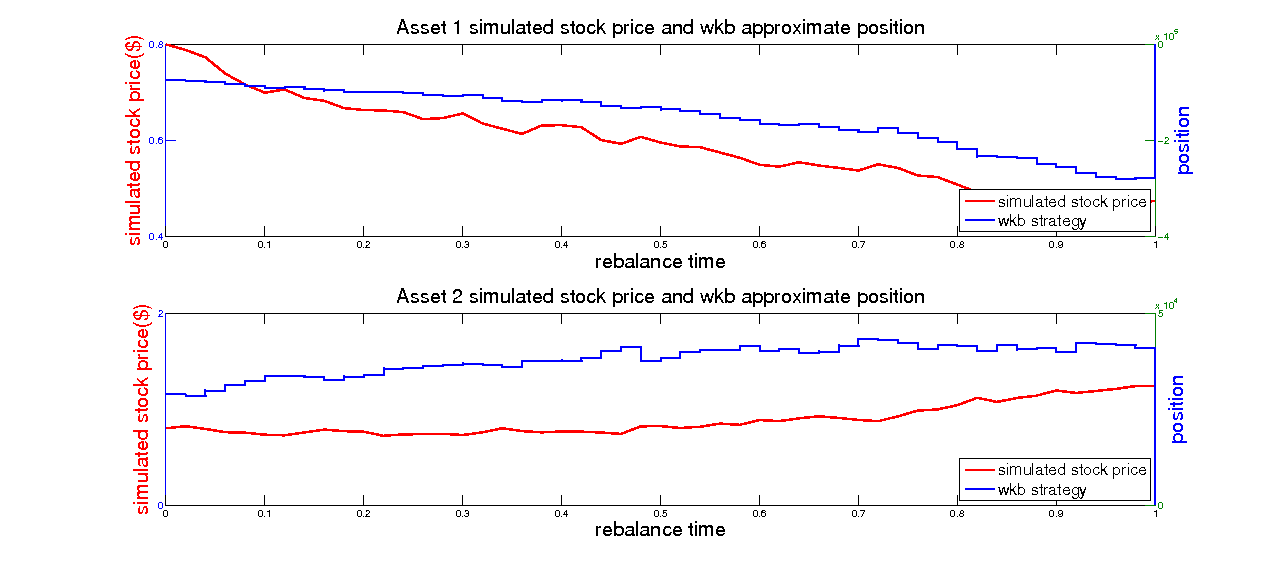 Asset 1 simulated stock price and wkb approximate position
x 10^5
0.8
0.6
0.4
simulated stock price($)
0
−2
−4
position
simulated stock price
wkb strategy
0 0.1 0.2 0.3 0.4 0.5 0.6 0.7 0.8 0.9 1
rebalance time
Asset 2 simulated stock price and wkb approximate position
x 10^4
2
0
simulated stock price($)
5
0
position
simulated stock price
wkb strategy
0 0.1 0.2 0.3 0.4 0.5 0.6 0.7 0.8 0.9 1
rebalance time